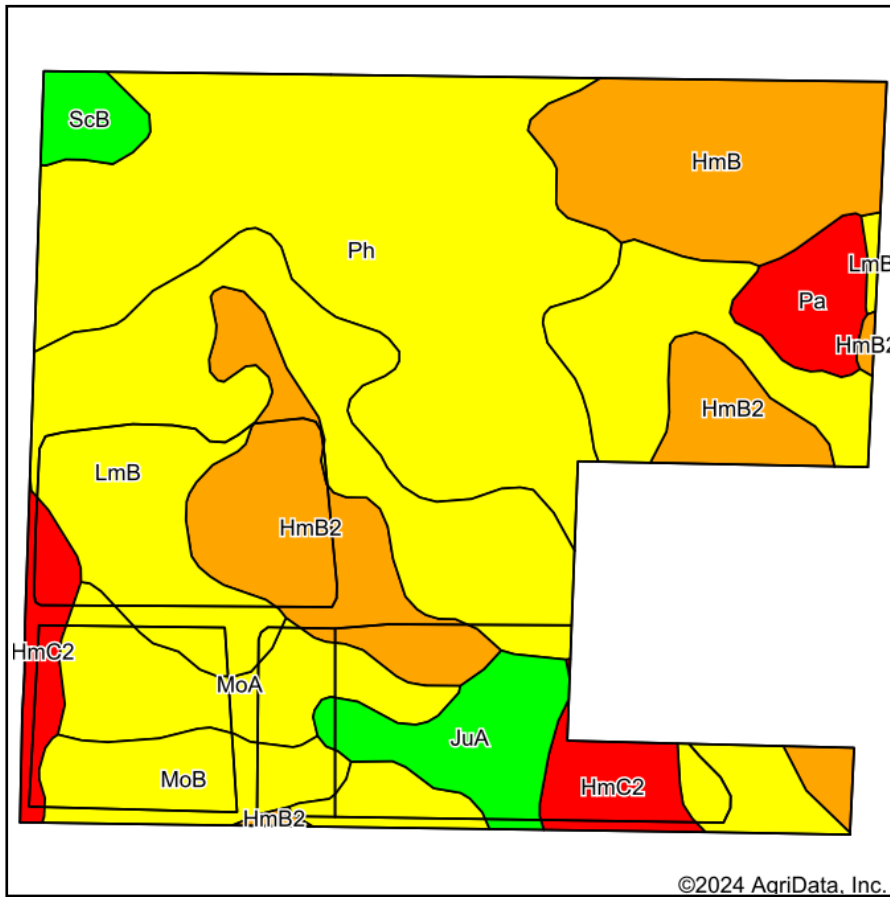 ScB
HmB
Ph
LmB
Pa
HmB2
HmB2
LmB
HmB2
HmC2
MoA
JuA
MoB
HmC2
HmB2
©2024 AgriData, Inc.